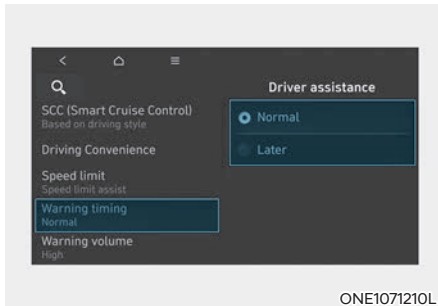 SCC (Smart Cruise Control)
Based on driving style
Driving Convenience
Speed limit
Speed limit assist
Warning timing
Normal
Warning volume
High
Driver assistance
Normal
Later
ONE1071210L